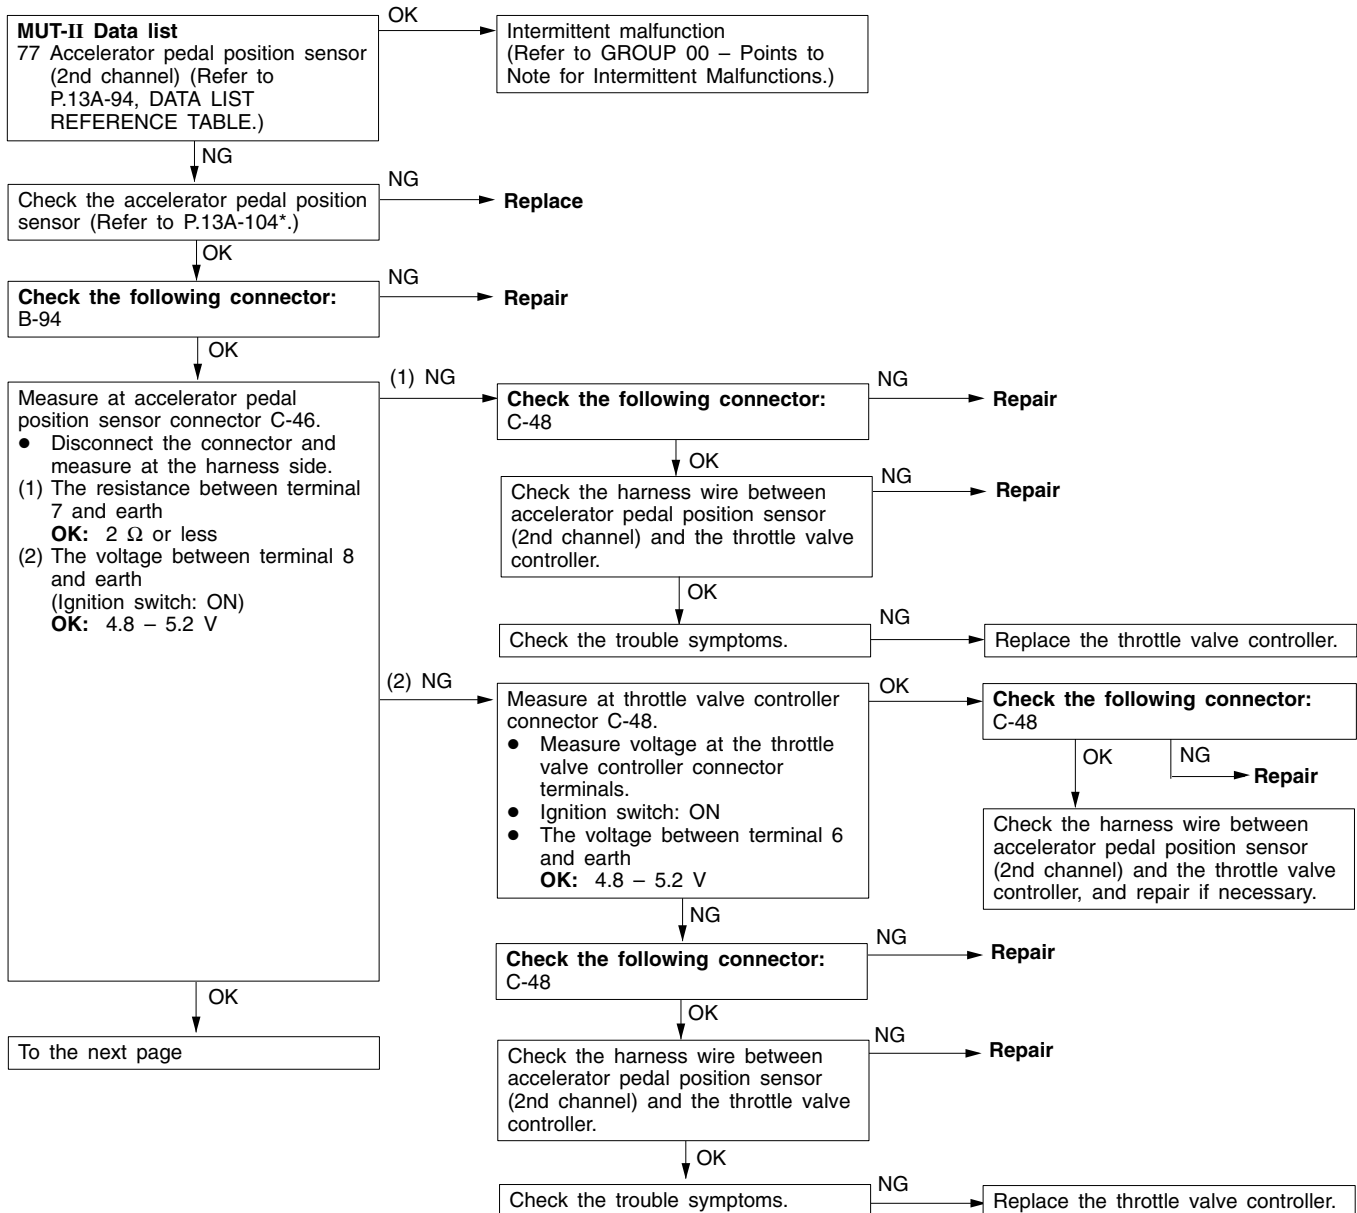 MUT-II Data list
77 Accelerator pedal position sensor
(2nd channel) (Refer to
P.13A-94, DATA LIST
REFERENCE TABLE.)
OK
Intermittent malfunction
(Refer to GROUP 00 – Points to
Note for Intermittent Malfunctions.)
NG
Check the accelerator pedal position
sensor (Refer to P.13A-104*.)
NG
Replace
OK
Check the following connector:
B-94
NG
Repair
OK
Measure at accelerator pedal
position sensor connector C-46.
● Disconnect the connector and
measure at the harness side.
(1) The resistance between terminal
7 and earth
OK: 2 Ω or less
(2) The voltage between terminal 8
and earth
(Ignition switch: ON)
OK: 4.8 – 5.2 V
(1) NG
Check the following connector:
C-48
NG
Repair
OK
Check the harness wire between
accelerator pedal position sensor
(2nd channel) and the throttle valve
controller.
NG
Repair
OK
Check the trouble symptoms.
NG
Replace the throttle valve controller.
(2) NG
Measure at throttle valve controller
connector C-48.
● Measure voltage at the throttle
valve controller connector
terminals.
● Ignition switch: ON
● The voltage between terminal 6
and earth
OK: 4.8 – 5.2 V
OK
Check the following connector:
C-48
OK
NG
Repair
Check the harness wire between
accelerator pedal position sensor
(2nd channel) and the throttle valve
controller, and repair if necessary.
NG
Check the following connector:
C-48
NG
Repair
OK
Check the harness wire between
accelerator pedal position sensor
(2nd channel) and the throttle valve
controller.
NG
Repair
OK
Check the trouble symptoms.
NG
Replace the throttle valve controller.
OK
To the next page